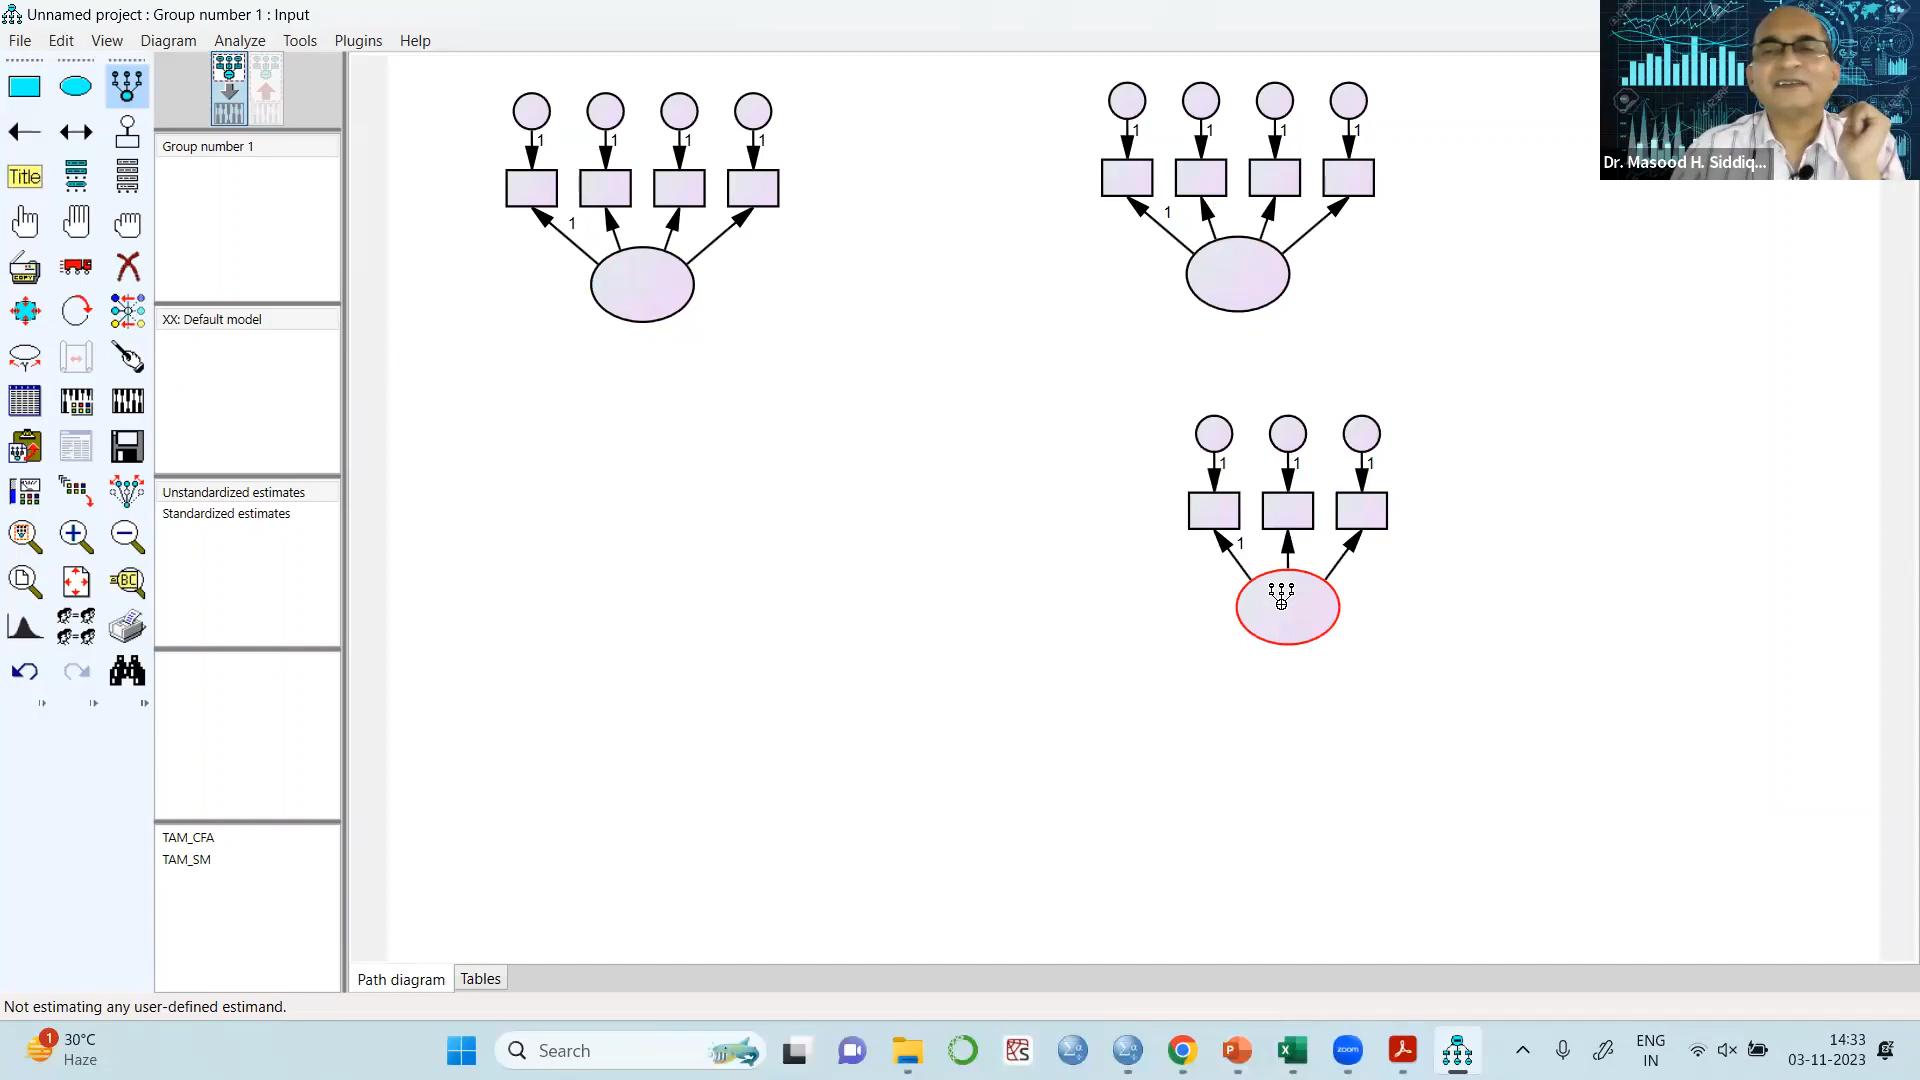 Unnamed project : Group number 1 : Input
File Edit View Diagram Analyze Tools Plugins Help
Title
COPY
ABC
Group number 1
XX: Default model
Unstandardized estimates
Standardized estimates
TAM_CFA
TAM_SM
1 1 1 1
1
1 1 1 1
1
1 1 1
1
Dr. Masood H. Siddiq...
Path diagram Tables
Not estimating any user-defined estimand.
1
30°C
Haze
Search
zoom
ENG
IN
14:33
03-11-2023